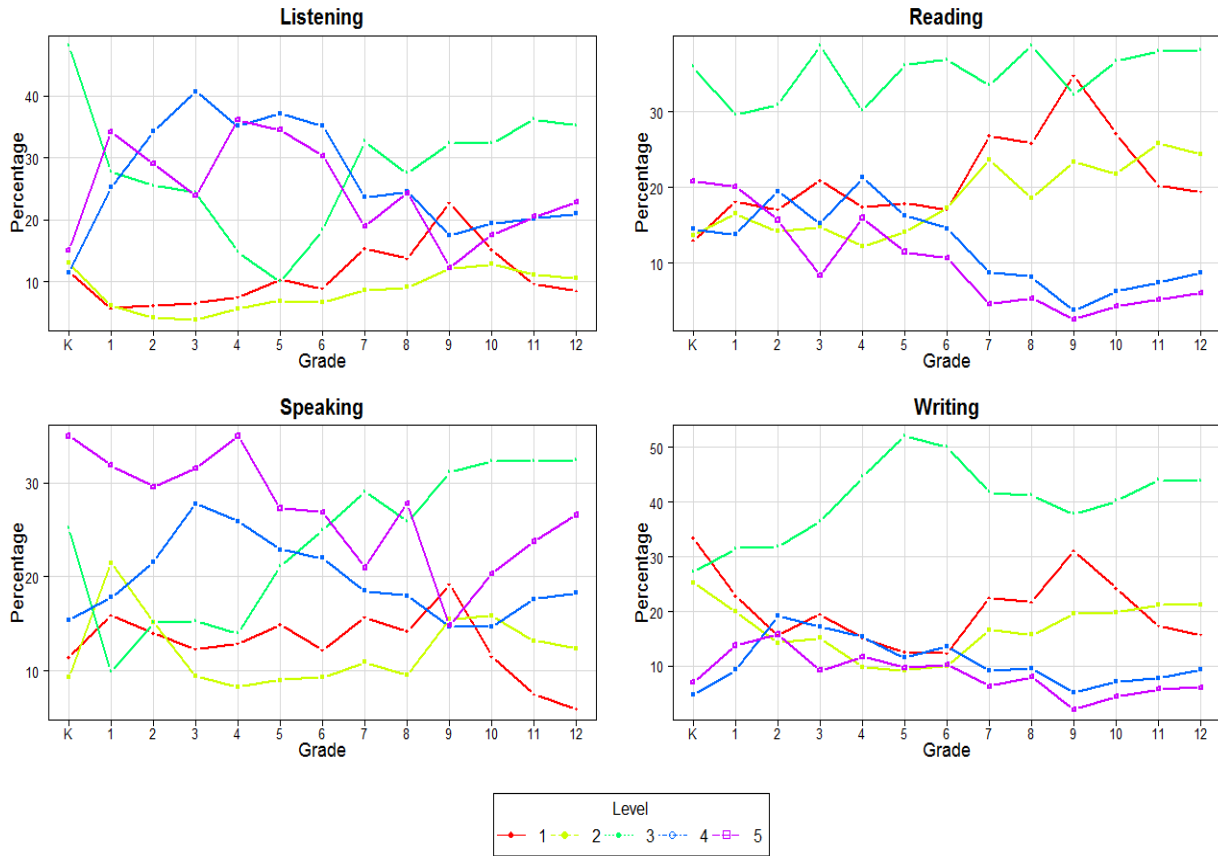 Listening
Percentage
40
30
20
10
K 1 2 3 4 5 6 7 8 9 10 11 12
Grade
Reading
Percentage
30
20
10
K 1 2 3 4 5 6 7 8 9 10 11 12
Grade
Speaking
Percentage
30
20
10
K 1 2 3 4 5 6 7 8 9 10 11 12
Grade
Writing
Percentage
50
40
30
20
10
K 1 2 3 4 5 6 7 8 9 10 11 12
Grade
Level
1 2 3 4 5